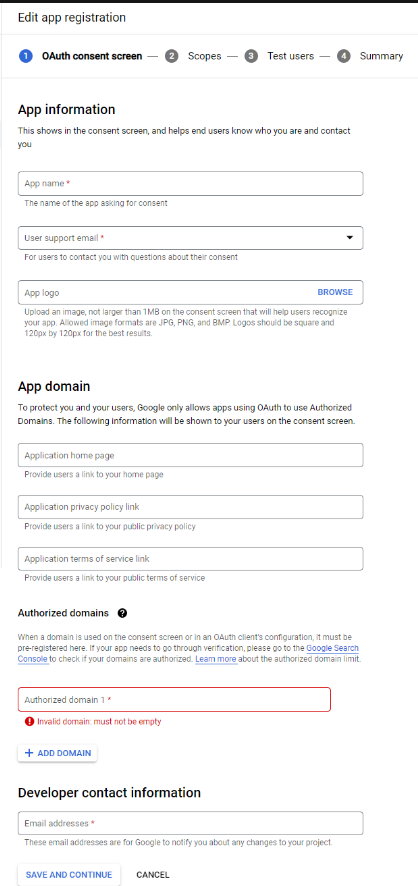 Edit app registration
1 OAuth consent screen — 2 Scopes — 3 Test users — 4 Summary
App information
This shows in the consent screen, and helps end users know who you are and contact
you
App name *
The name of the app asking for consent
User support email *
For users to contact you with questions about their consent
App logo BROWSE
Upload an image, not larger than 1MB on the consent screen that will help users recognize
your app. Allowed image formats are JPG, PNG, and BMP. Logos should be square and
120px by 120px for the best results.
App domain
To protect you and your users, Google only allows apps using OAuth to use Authorized
Domains. The following information will be shown to your users on the consent screen.
Application home page
Provide users a link to your home page
Application privacy policy link
Provide users a link to your public privacy policy
Application terms of service link
Provide users a link to your public terms of service
Authorized domains ?
When a domain is used on the consent screen or in an OAuth client's configuration, it must be
pre-registered here. If your app needs to go through verification, please go to the Google Search
Console to check if your domains are authorized. Learn more about the authorized domain limit.
Authorized domain 1 *
! Invalid domain: must not be empty
+ ADD DOMAIN
Developer contact information
Email addresses *
These email addresses are for Google to notify you about any changes to your project.
SAVE AND CONTINUE CANCEL